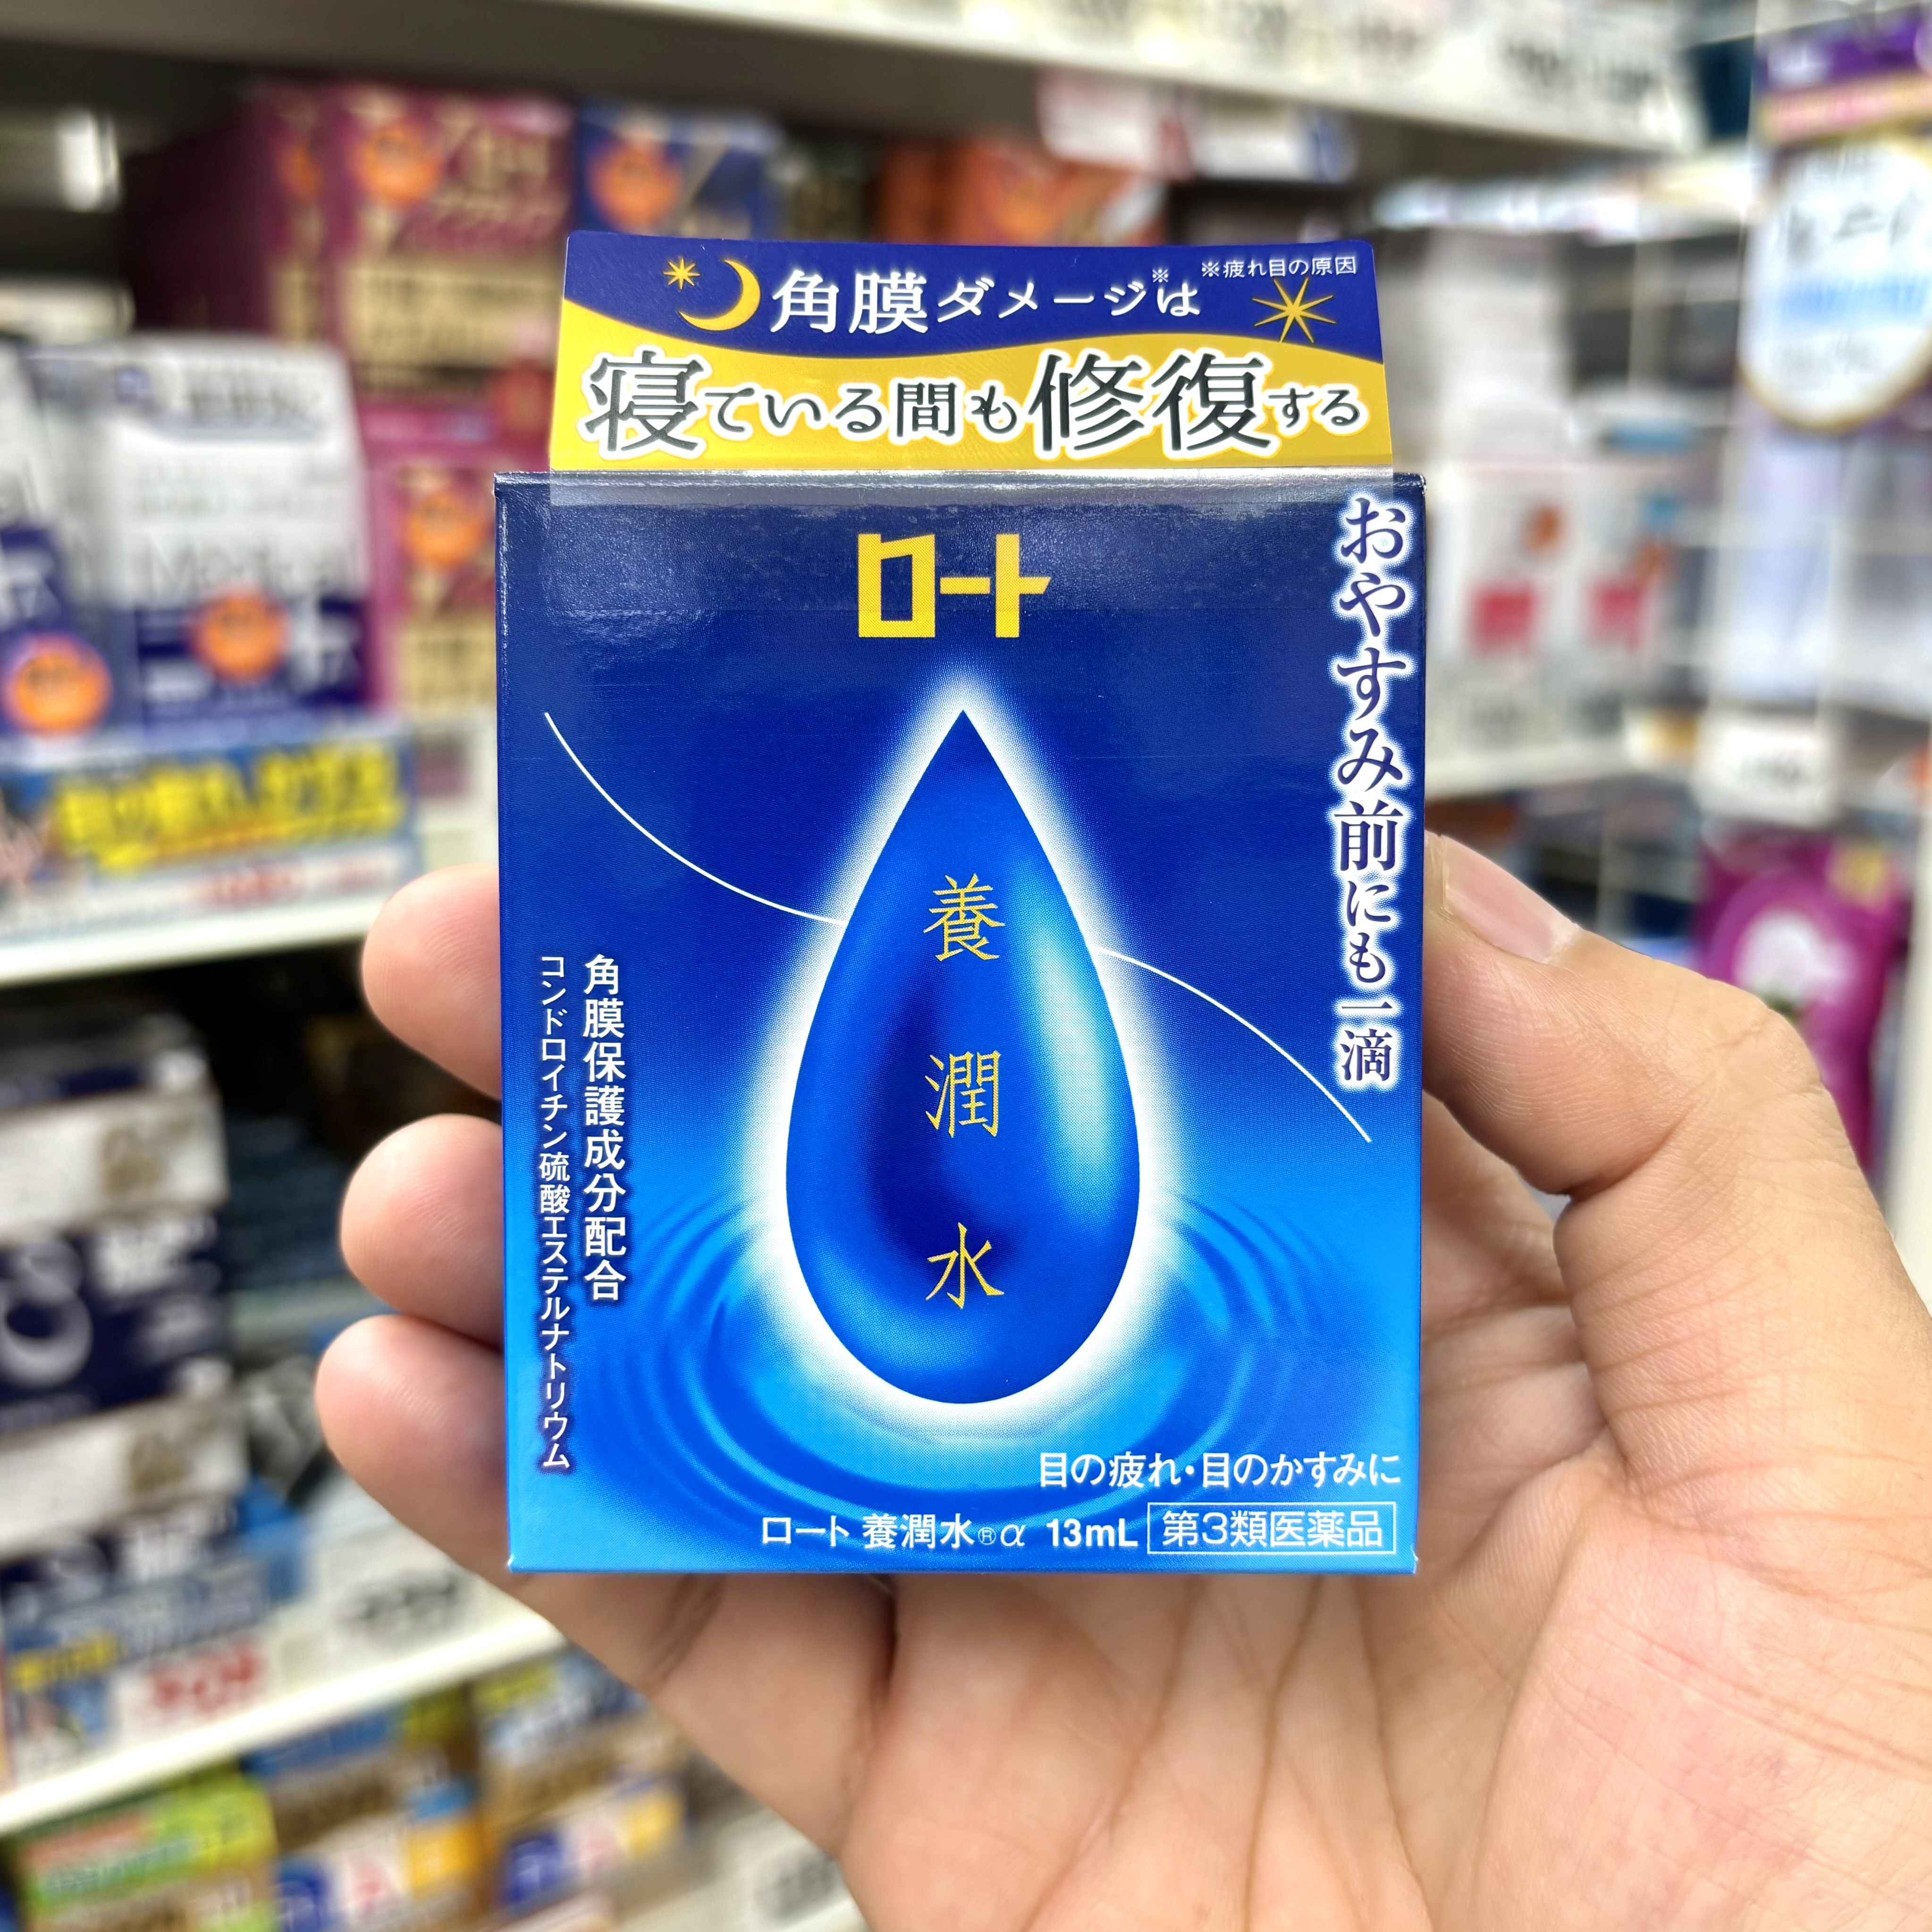 ※疲れ目の原因
角膜ダメージ※は
寝ている間も修復する
ロート
おやすみ前にも一滴
養潤水
角膜保護成分配合
コンドロイチン硫酸エステルナトリウム
目の疲れ・目のかすみに
ロート 養潤水®α 13mL 第3類医薬品